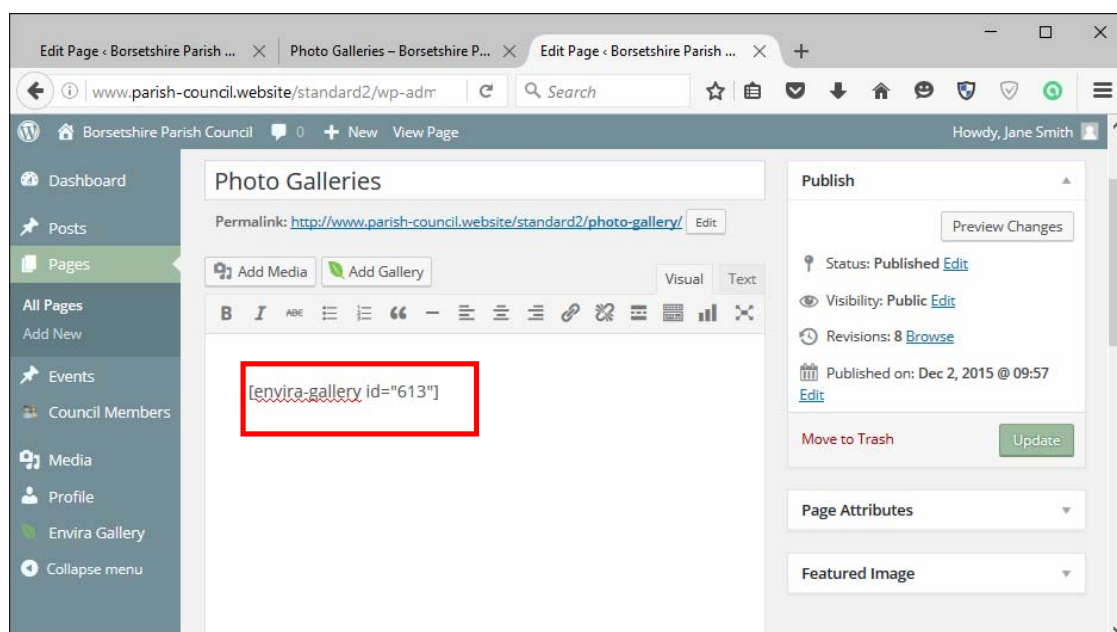 Edit Page ‹ Borsetshire Parish ...
Photo Galleries – Borsetshire P...
Edit Page ‹ Borsetshire Parish ...
www.parish-council.website/standard2/wp-adm
Search
Borsetshire Parish Council
0
New
View Page
Howdy, Jane Smith
Dashboard
Posts
Pages
All Pages
Add New
Events
Council Members
Media
Profile
Envira Gallery
Collapse menu
Photo Galleries
Permalink: http://www.parish-council.website/standard2/photo-gallery/ Edit
Add Media
Add Gallery
Visual
Text
B I ABE
[envira-gallery id="613"]
Publish
Preview Changes
Status: Published Edit
Visibility: Public Edit
Revisions: 8 Browse
Published on: Dec 2, 2015 @ 09:57
Edit
Move to Trash
Update
Page Attributes
Featured Image